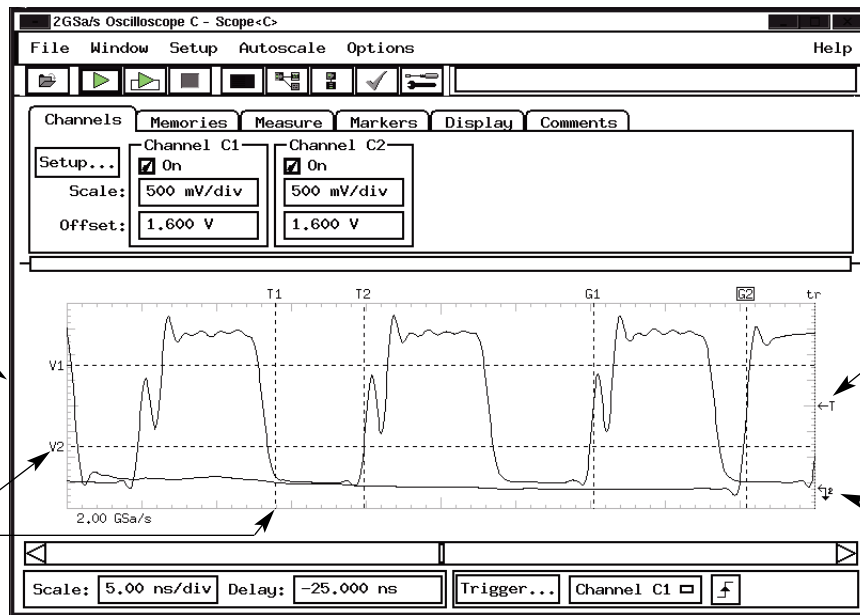 2GSa/s Oscilloscope C - Scope<C>
File Window Setup Autoscale Options Help
Channels Memories Measure Markers Display Comments
Channel C1 Channel C2
Setup... On On
Scale: 500 mV/div 500 mV/div
Offset: 1.600 V 1.600 V
T1 T2 G1 G2 tr
V1
T
V2
2
2.00 GSa/s
Scale: 5.00 ns/div Delay: -25.000 ns Trigger... Channel C1